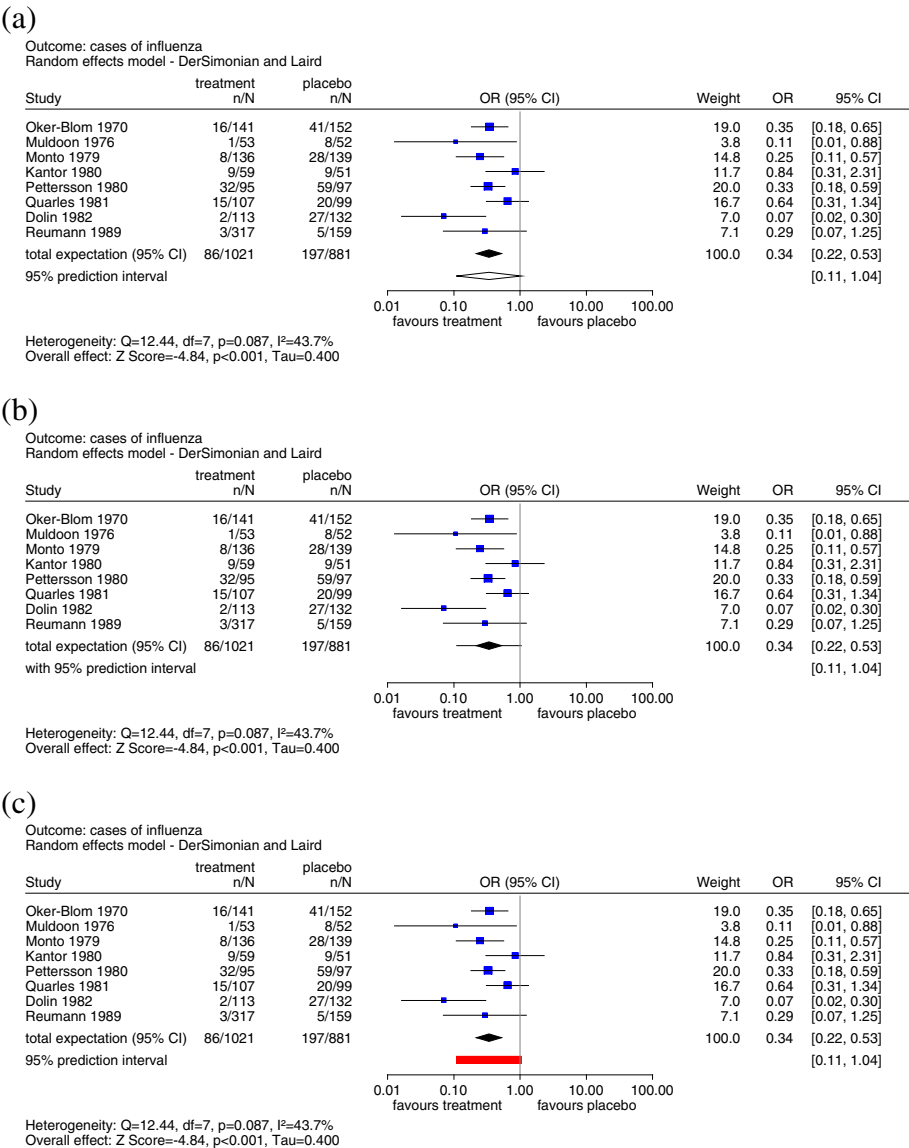 (a)
Outcome: cases of influenza
Random effects model - DerSimonian and Laird
treatment placebo
Study n/N n/N OR (95% CI) Weight OR 95% CI
Oker-Blom 1970 16/141 41/152 19.0 0.35 [0.18, 0.65]
Muldoon 1976 1/53 8/52 3.8 0.11 [0.01, 0.88]
Monto 1979 8/136 28/139 14.8 0.25 [0.11, 0.57]
Kantor 1980 9/59 9/51 11.7 0.84 [0.31, 2.31]
Pettersson 1980 32/95 59/97 20.0 0.33 [0.18, 0.59]
Quarles 1981 15/107 20/99 16.7 0.64 [0.31, 1.34]
Dolin 1982 2/113 27/132 7.0 0.07 [0.02, 0.30]
Reumann 1989 3/317 5/159 7.1 0.29 [0.07, 1.25]
total expectation (95% CI) 86/1021 197/881 100.0 0.34 [0.22, 0.53]
95% prediction interval [0.11, 1.04]
0.01 0.10 1.00 10.00 100.00
favours treatment favours placebo
Heterogeneity: Q=12.44, df=7, p=0.087, I²=43.7%
Overall effect: Z Score=-4.84, p<0.001, Tau=0.400
(b)
Outcome: cases of influenza
Random effects model - DerSimonian and Laird
treatment placebo
Study n/N n/N OR (95% CI) Weight OR 95% CI
Oker-Blom 1970 16/141 41/152 19.0 0.35 [0.18, 0.65]
Muldoon 1976 1/53 8/52 3.8 0.11 [0.01, 0.88]
Monto 1979 8/136 28/139 14.8 0.25 [0.11, 0.57]
Kantor 1980 9/59 9/51 11.7 0.84 [0.31, 2.31]
Pettersson 1980 32/95 59/97 20.0 0.33 [0.18, 0.59]
Quarles 1981 15/107 20/99 16.7 0.64 [0.31, 1.34]
Dolin 1982 2/113 27/132 7.0 0.07 [0.02, 0.30]
Reumann 1989 3/317 5/159 7.1 0.29 [0.07, 1.25]
total expectation (95% CI) 86/1021 197/881 100.0 0.34 [0.22, 0.53]
with 95% prediction interval [0.11, 1.04]
0.01 0.10 1.00 10.00 100.00
favours treatment favours placebo
Heterogeneity: Q=12.44, df=7, p=0.087, I²=43.7%
Overall effect: Z Score=-4.84, p<0.001, Tau=0.400
(c)
Outcome: cases of influenza
Random effects model - DerSimonian and Laird
treatment placebo
Study n/N n/N OR (95% CI) Weight OR 95% CI
Oker-Blom 1970 16/141 41/152 19.0 0.35 [0.18, 0.65]
Muldoon 1976 1/53 8/52 3.8 0.11 [0.01, 0.88]
Monto 1979 8/136 28/139 14.8 0.25 [0.11, 0.57]
Kantor 1980 9/59 9/51 11.7 0.84 [0.31, 2.31]
Pettersson 1980 32/95 59/97 20.0 0.33 [0.18, 0.59]
Quarles 1981 15/107 20/99 16.7 0.64 [0.31, 1.34]
Dolin 1982 2/113 27/132 7.0 0.07 [0.02, 0.30]
Reumann 1989 3/317 5/159 7.1 0.29 [0.07, 1.25]
total expectation (95% CI) 86/1021 197/881 100.0 0.34 [0.22, 0.53]
95% prediction interval [0.11, 1.04]
0.01 0.10 1.00 10.00 100.00
favours treatment favours placebo
Heterogeneity: Q=12.44, df=7, p=0.087, I²=43.7%
Overall effect: Z Score=-4.84, p<0.001, Tau=0.400